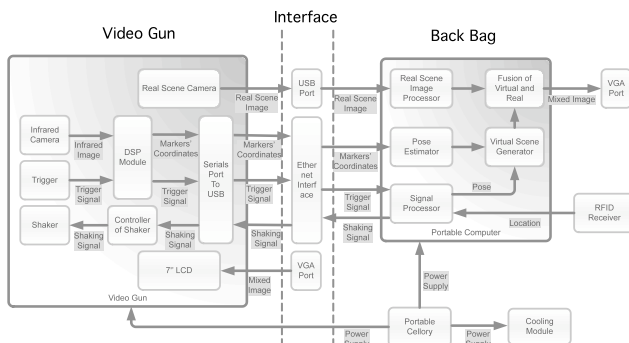 Interface
Video Gun
Back Bag
Real Scene Camera
Real Scene
Image
USB
Port
Real Scene
Image
Real Scene
Image
Processor
Fusion of
Virtual and
Real
Mixed Image
VGA
Port
Infrared
Camera
Infrared
Image
DSP
Module
Markers'
Coordinates
Serials
Port
To
USB
Markers'
Coordinates
Ether
net
Interf
ace
Markers'
Coordinates
Pose
Estimator
Virtual Scene
Generator
Trigger
Trigger
Signal
Trigger
Signal
Trigger
Signal
Trigger
Signal
Signal
Processor
Pose
Shaker
Shaking
Signal
Controller
of Shaker
Shaking
Signal
Shaking
Signal
Shaking
Signal
Location
RFID
Receiver
Portable Computer
7" LCD
Mixed
Image
VGA
Port
Video Gun
Power
Supply
Portable
Cellory
Power
Power
Cooling
Module